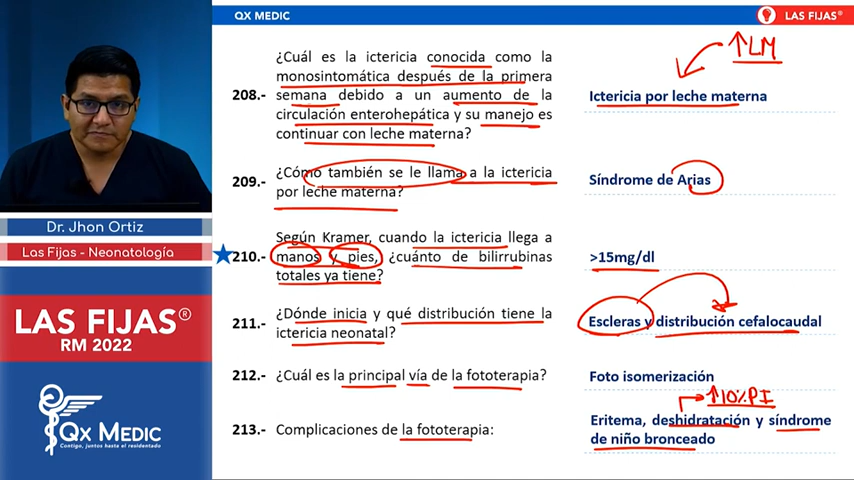 QX MEDIC
LAS FIJAS®
¿Cuál es la ictericia conocida como la
monosintomática después de la primera
208.- semana debido a un aumento de la
circulación enterohepática y su manejo es
continuar con leche materna?
↑LM
Ictericia por leche materna
¿Cómo también se le llama a la ictericia
209.-
por leche materna?
Síndrome de Arias
Según Kramer, cuando la ictericia llega a
210.- manos y pies, ¿cuánto de bilirrubinas
totales ya tiene?
>15mg/dl
¿Dónde inicia y qué distribución tiene la
211.-
ictericia neonatal?
Escleras y distribución cefalocaudal
212.- ¿Cuál es la principal vía de la fototerapia?
Foto isomerización
↑10% PI
213.- Complicaciones de la fototerapia:
Eritema, deshidratación y síndrome
de niño bronceado
Dr. Jhon Ortiz
Las Fijas - Neonatología
LAS FIJAS®
RM 2022
QX MEDIC
Contigo, juntos hasta el residentado